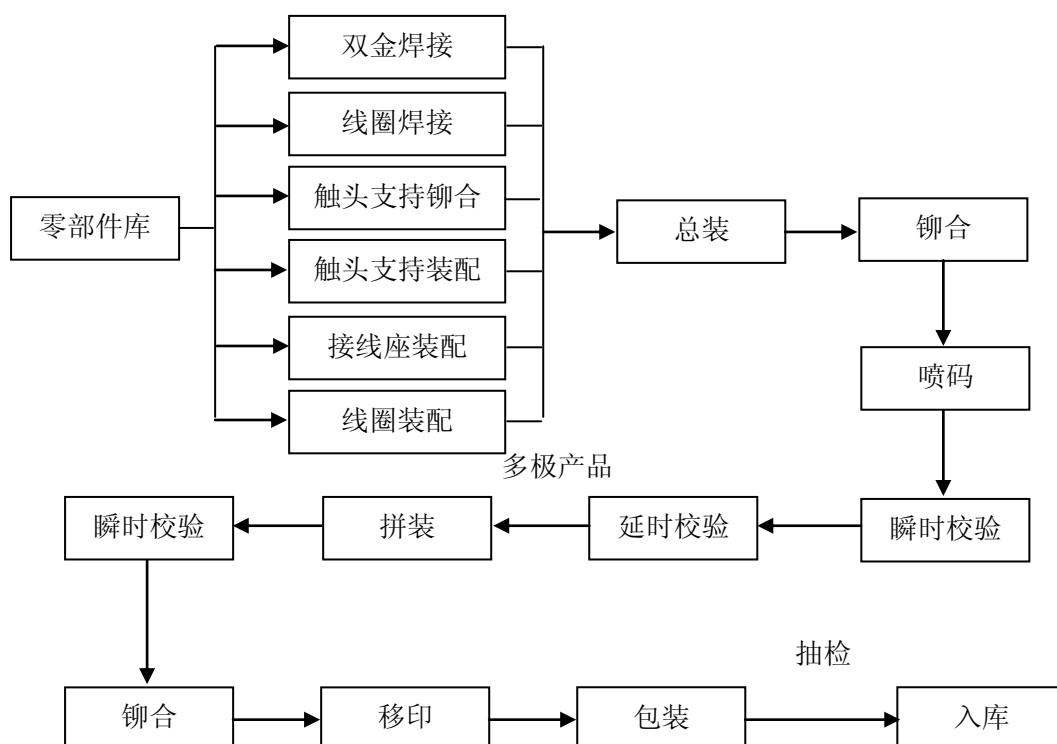 双金焊接
线圈焊接
触头支持铆合
零部件库
触头支持装配
接线座装配
线圈装配
总装
铆合
喷码
多极产品
瞬时校验
拼装
延时校验
瞬时校验
抽检
铆合
移印
包装
入库